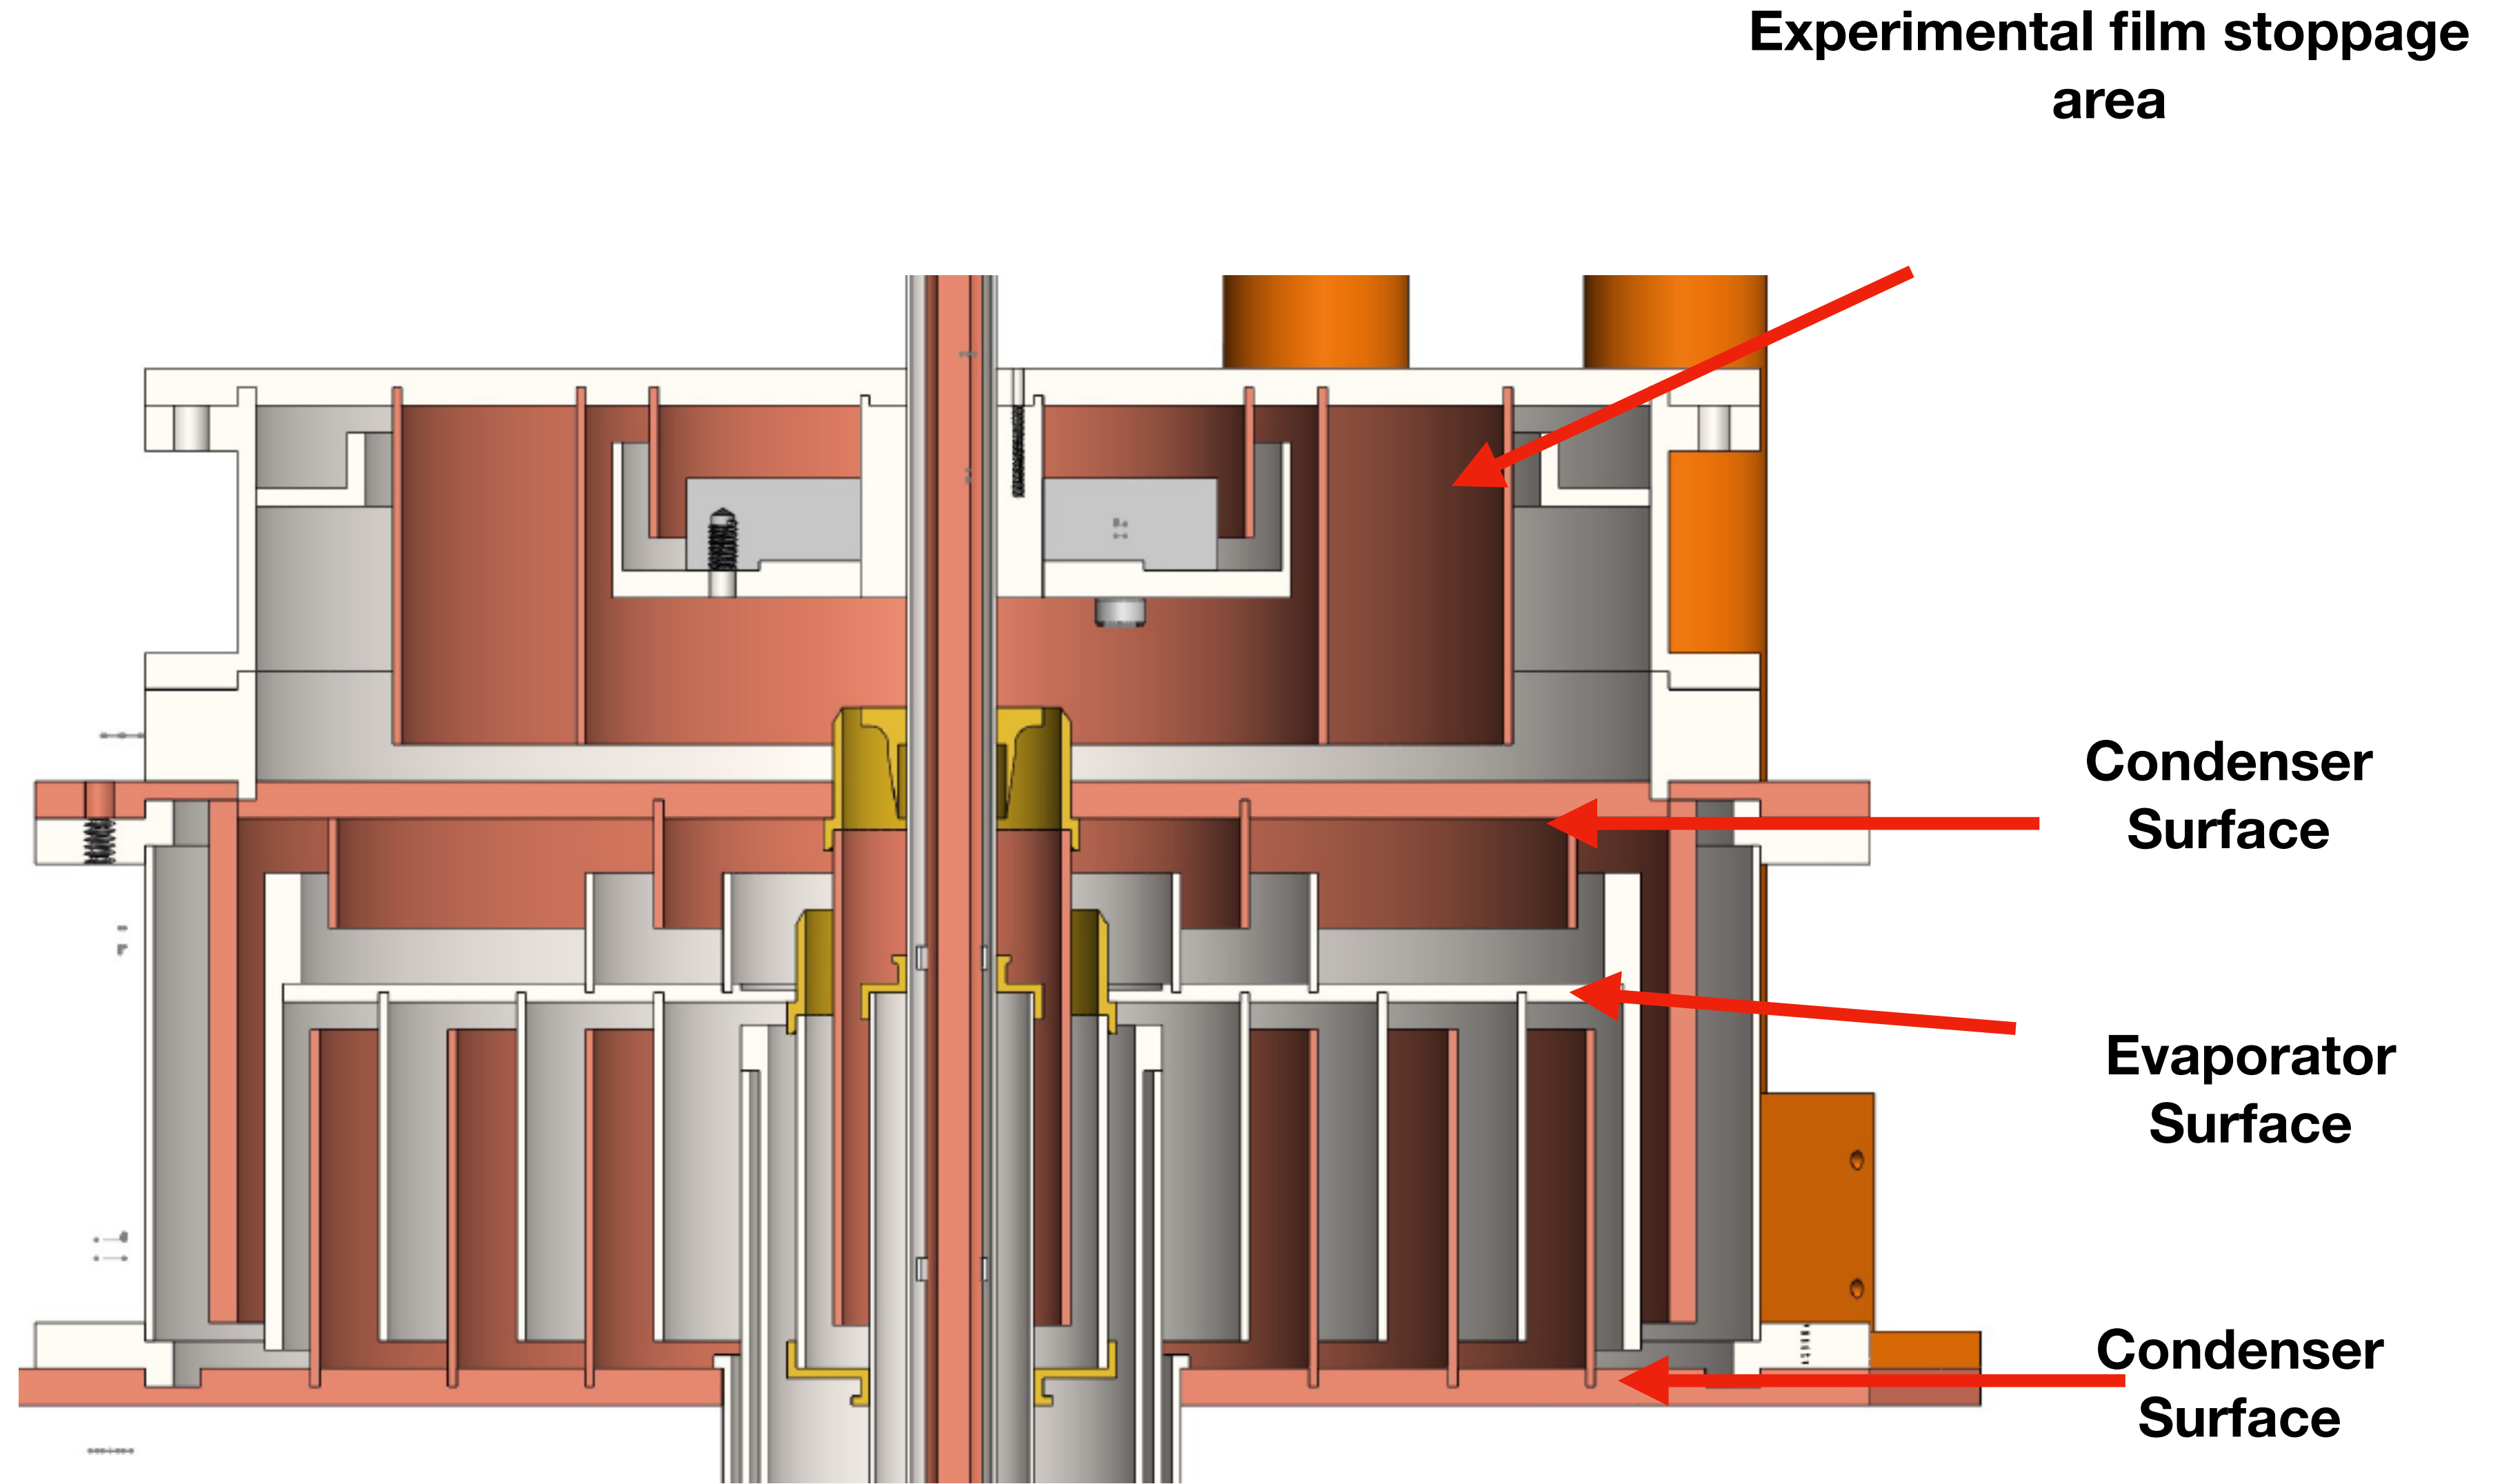 Experimental film stoppage
area
Condenser
Surface
Evaporator
Surface
Condenser
Surface